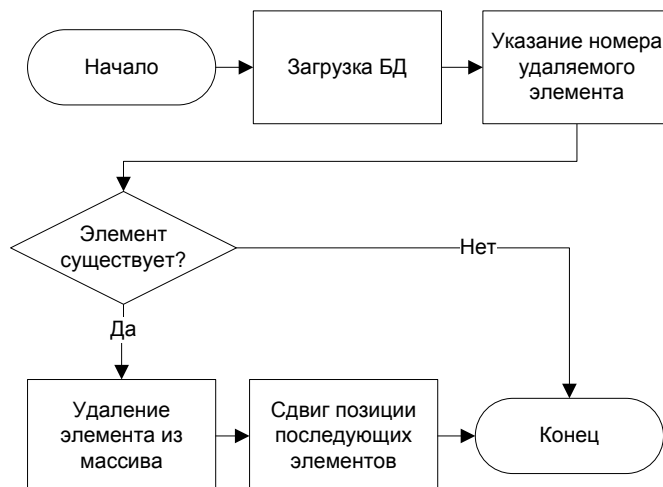 Начало
Загрузка БД
Указание номера
удаляемого
элемента
Элемент
существует?
Нет
Да
Удаление
элемента из
массива
Сдвиг позиции
последующих
элементов
Конец